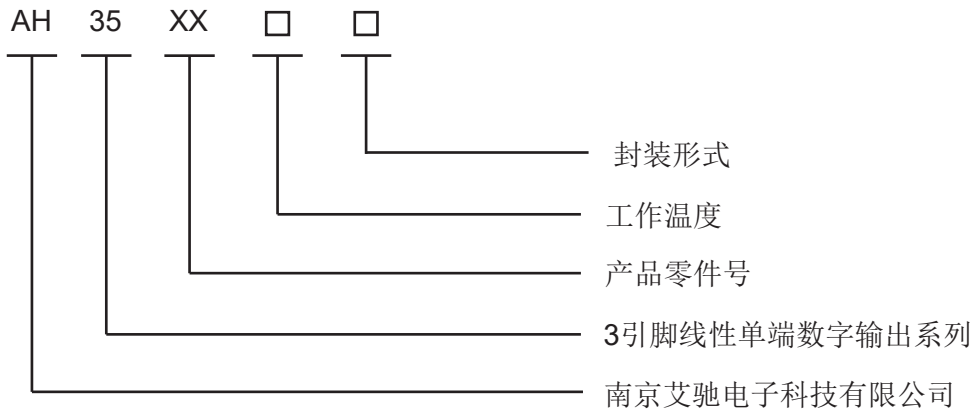 AH 35 XX □ □
封装形式
工作温度
产品零件号
3引脚线性单端数字输出系列
南京艾驰电子科技有限公司